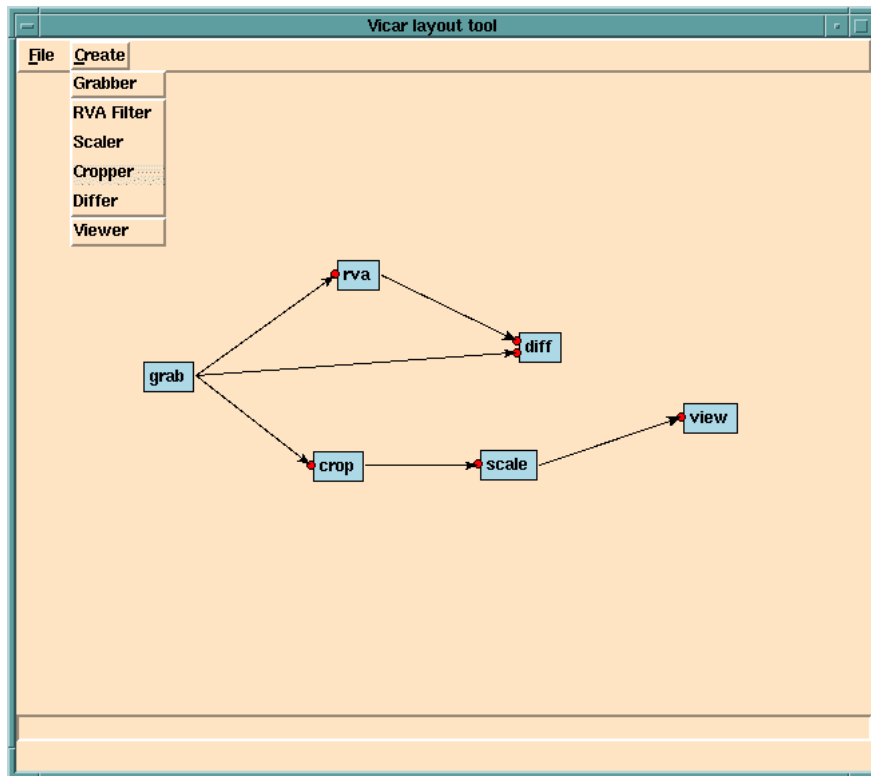 Vicar layout tool
File Create
Grabber
RVA Filter
Scaler
Cropper
Differ
Viewer
rva
diff
grab
view
crop
scale